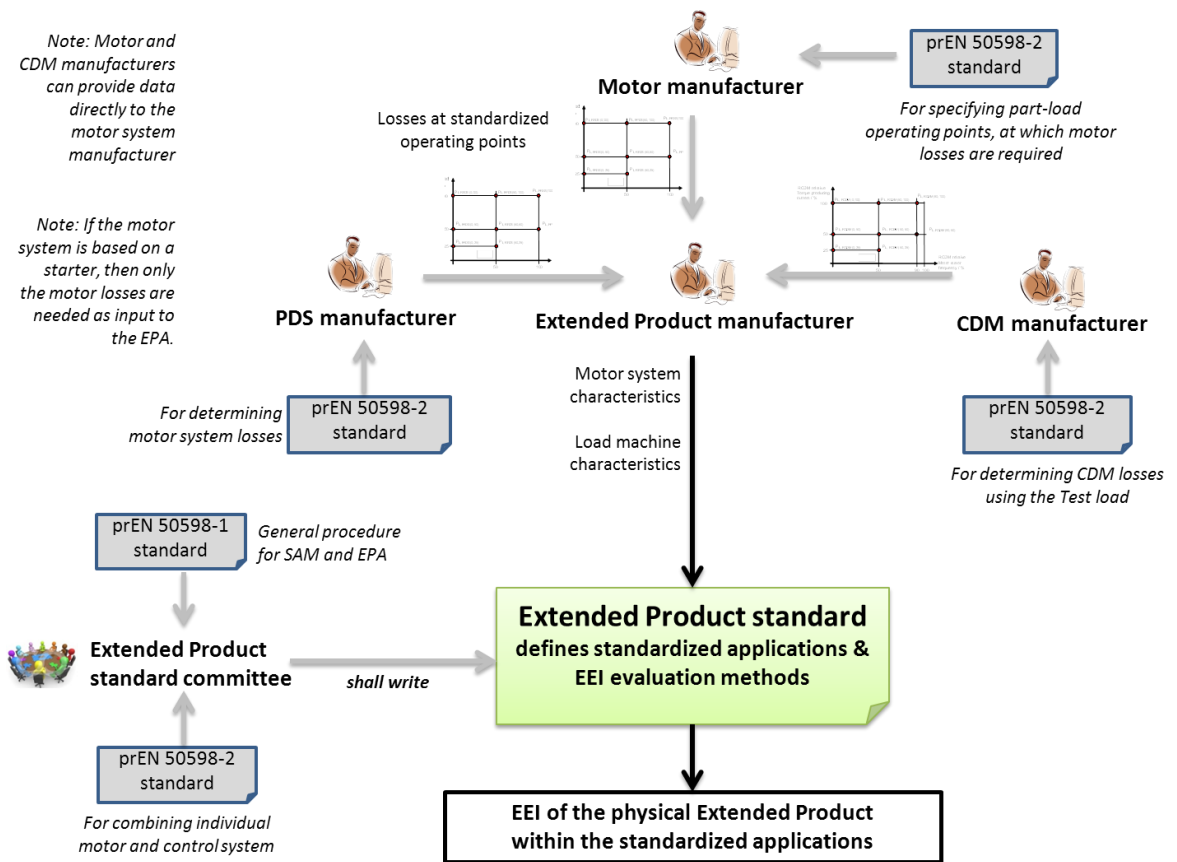 Note: Motor and
CDM manufacturers
can provide data
directly to the
motor system
manufacturer
prEN 50598-2
standard
Motor manufacturer
For specifying part-load
operating points, at which motor
losses are required
Losses at standardized
operating points
Note: If the motor
system is based on a
starter, then only
the motor losses are
needed as input to
the EPA.
PDS manufacturer
Extended Product manufacturer
CDM manufacturer
For determining
motor system losses
prEN 50598-2
standard
Motor system
characteristics
Load machine
characteristics
prEN 50598-2
standard
For determining CDM losses
using the Test load
prEN 50598-1
standard
General procedure
for SAM and EPA
Extended Product
standard committee
shall write
Extended Product standard
defines standardized applications &
EEI evaluation methods
prEN 50598-2
standard
For combining individual
motor and control system
EEI of the physical Extended Product
within the standardized applications